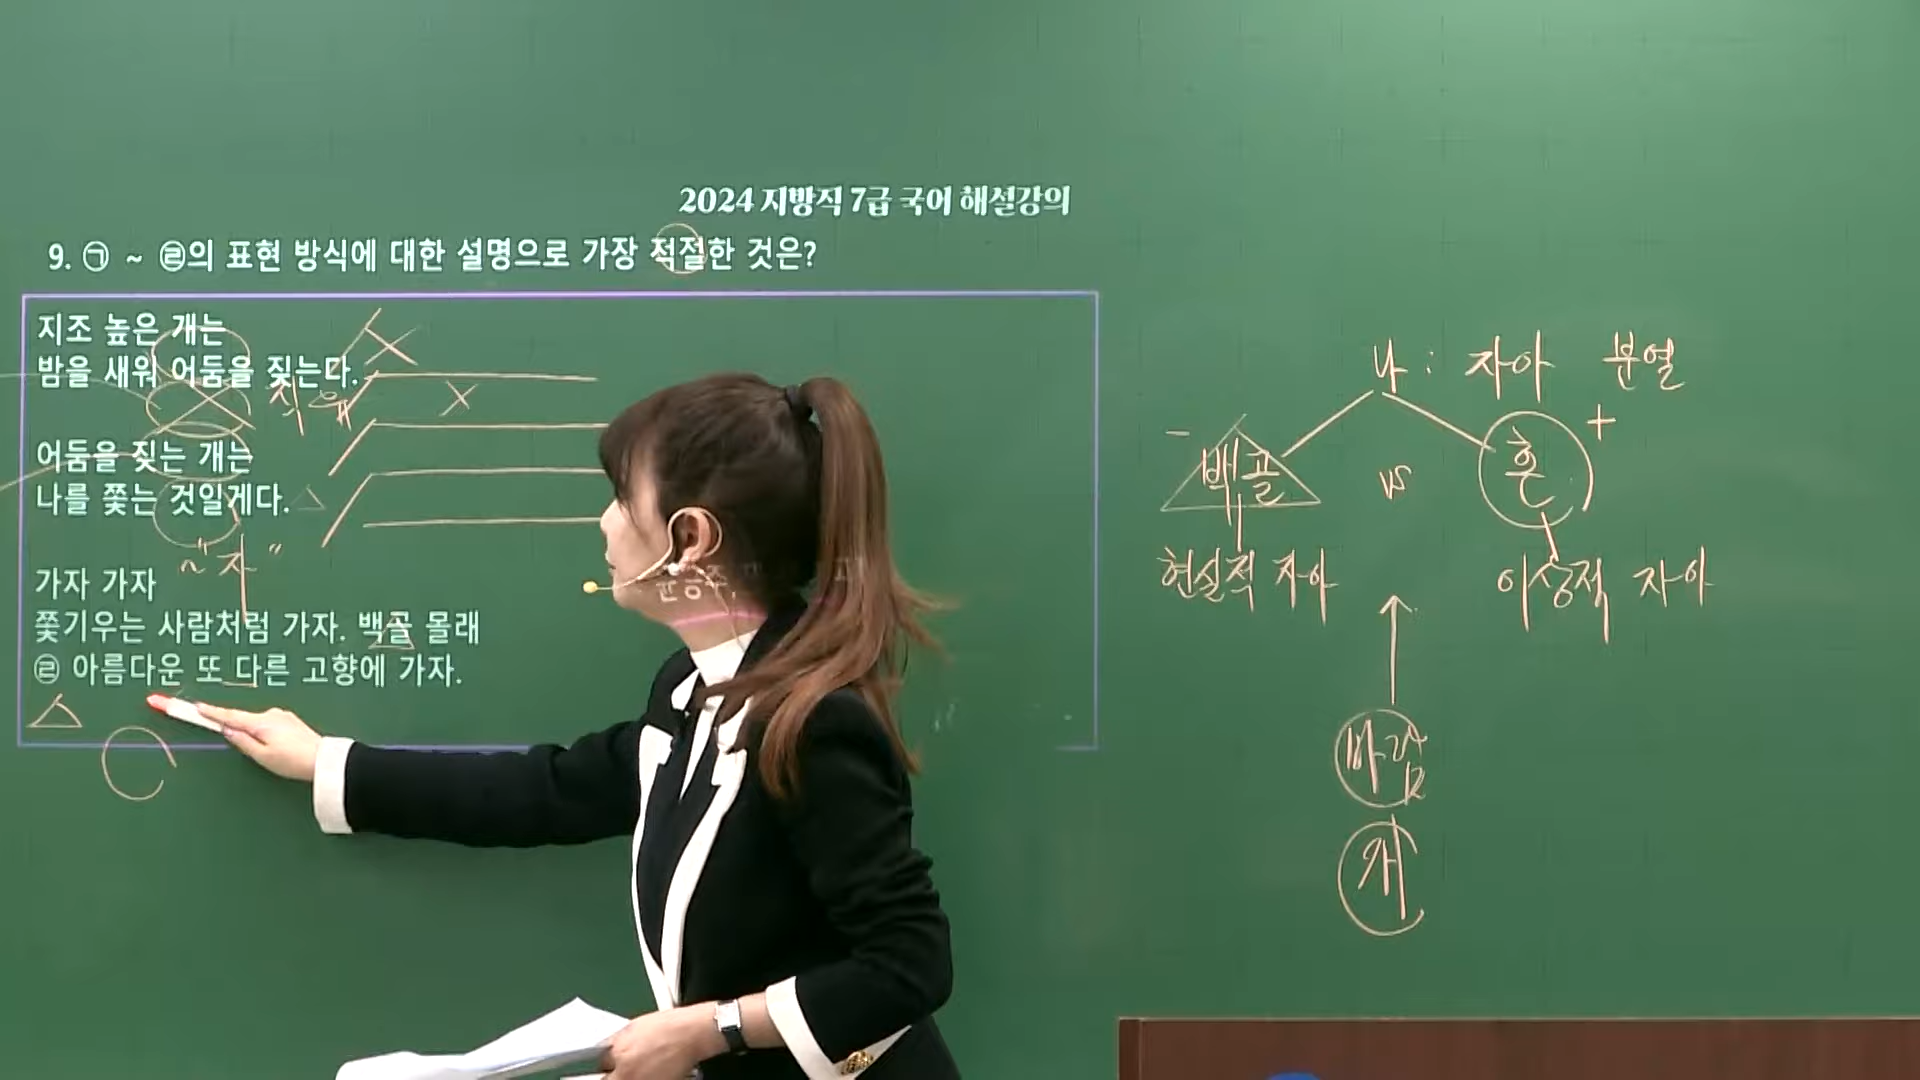 2024 지방직 7급 국어 해설강의
9. ㉠ ~ ㉣의 표현 방식에 대한 설명으로 가장 적절한 것은?
지조 높은 개는
밤을 새워 어둠을 짖는다.
어둠을 짖는 개는
나를 쫓는 것일게다.
~"자"
가자 가자
쫓기우는 사람처럼 가자. 백골 몰래
㉣ 아름다운 또 다른 고향에 가자.
윤동주,
나 : 자아 분열
- 백골 vs 혼 +
현실적 자아 이상적 자아
바람
개